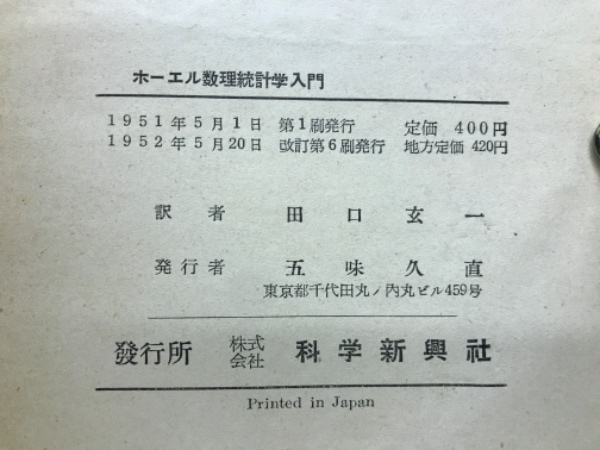 ホーエル数理統計学入門
1951年5月1日 第1刷発行 定価 400円
1952年5月20日 改訂第6刷発行 地方定価 420円
訳者 田口玄一
発行者 五味久直
東京都千代田丸ノ内丸ビル459号
發行所 株式会社 科学新興社
Printed in Japan